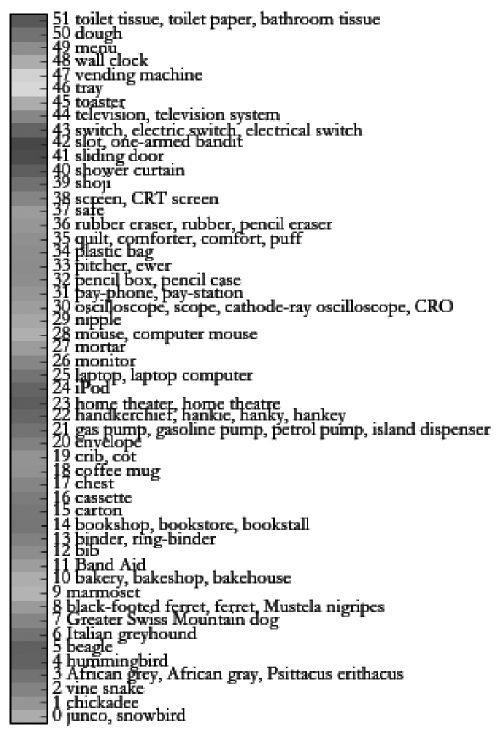 51 toilet tissue, toilet paper, bathroom tissue
50 dough
49 menu
48 wall clock
47 vending machine
46 tray
45 toaster
44 television, television system
43 switch, electric switch, electrical switch
42 slot, one-armed bandit
41 sliding door
40 shower curtain
39 shoji
38 screen, CRT screen
37 safe
36 rubber eraser, rubber, pencil eraser
35 quilt, comforter, comfort, puff
34 plastic bag
33 pitcher, ewer
32 pencil box, pencil case
31 pay-phone, pay-station
30 oscilloscope, scope, cathode-ray oscilloscope, CRO
29 nipple
28 mouse, computer mouse
27 mortar
26 monitor
25 laptop, laptop computer
24 iPod
23 home theater, home theatre
22 handkerchief, hankie, hanky, hankey
21 gas pump, gasoline pump, petrol pump, island dispenser
20 envelope
19 crib, cot
18 coffee mug
17 chest
16 cassette
15 carton
14 bookshop, bookstore, bookstall
13 binder, ring-binder
12 bib
11 Band Aid
10 bakery, bakeshop, bakehouse
9 marmoset
8 black-footed ferret, ferret, Mustela nigripes
7 Greater Swiss Mountain dog
6 Italian greyhound
5 beagle
4 hummingbird
3 African grey, African gray, Psittacus erithacus
2 vine snake
1 chickadee
0 junco, snowbird